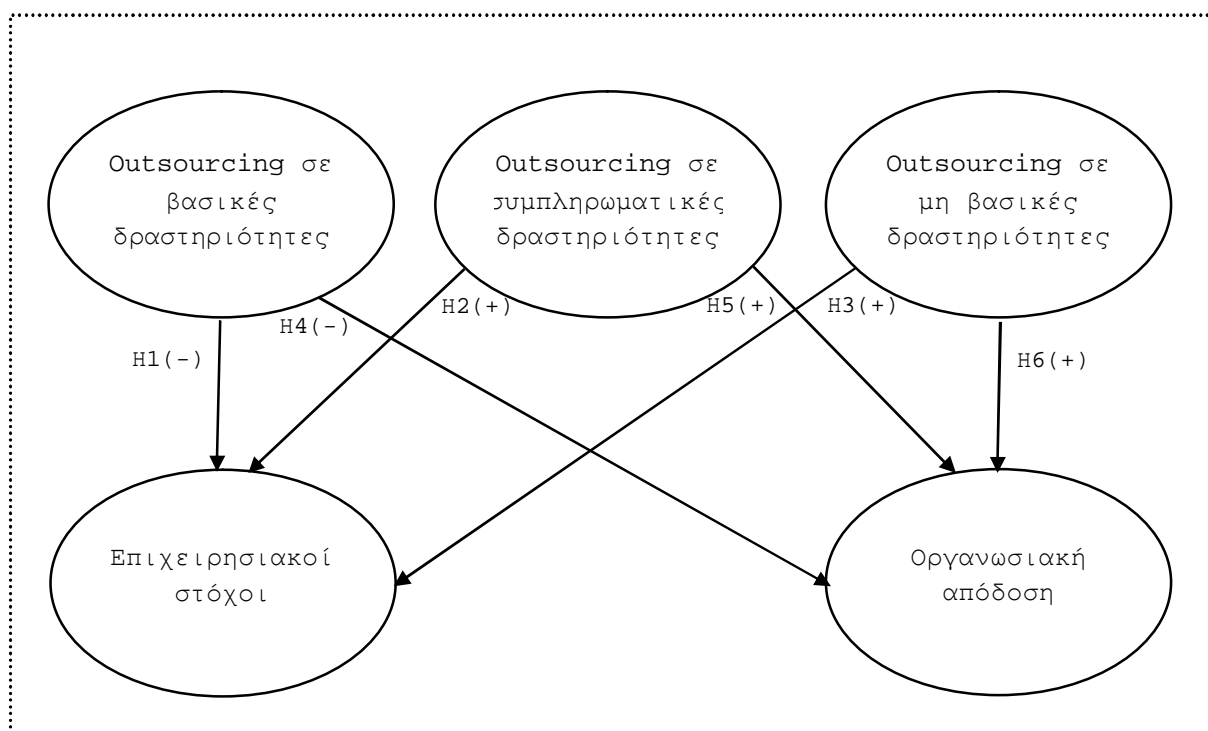 Outsourcing σε
βασικές
δραστηριότητες
Outsourcing σε
συμπληρωματικές
δραστηριότητες
Outsourcing σε
μη βασικές
δραστηριότητες
H1(-)
H4(-)
H2(+)
H5(+)
H3(+)
H6(+)
Επιχειρησιακοί
στόχοι
Οργανωσιακή
απόδοση